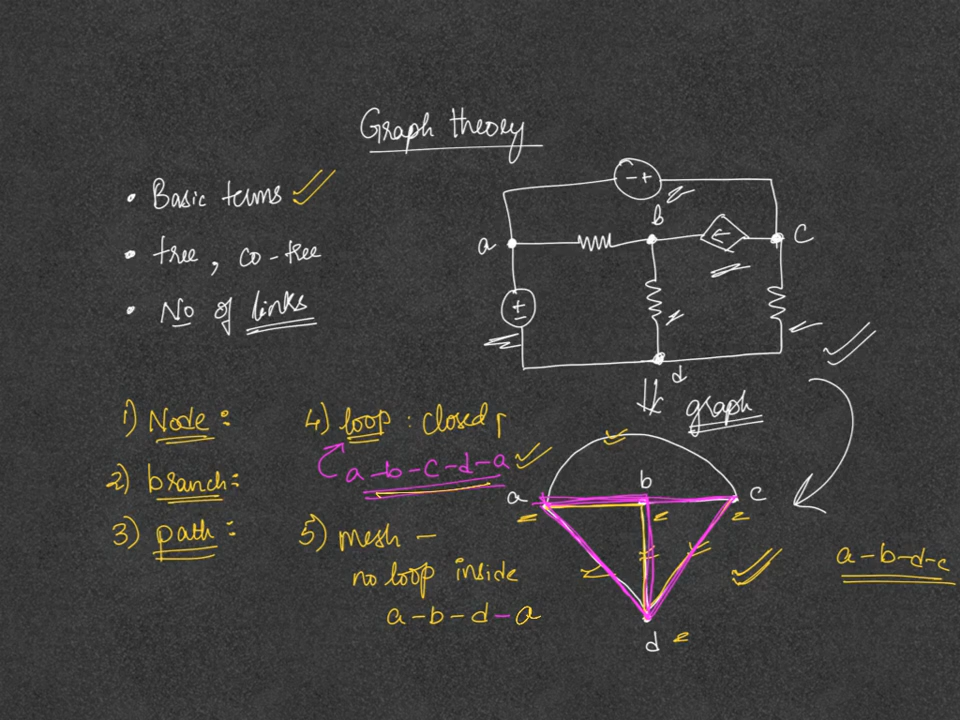 Graph theory
• Basic terms
• tree, co-tree
• No of links
- +
b
a
c
±
d
graph
1) Node:
2) branch:
3) path:
4) loop : closed p
a-b-c-d-a
5) mesh -
no loop inside
a-b-d-a
a
b
c
d
a-b-d-c